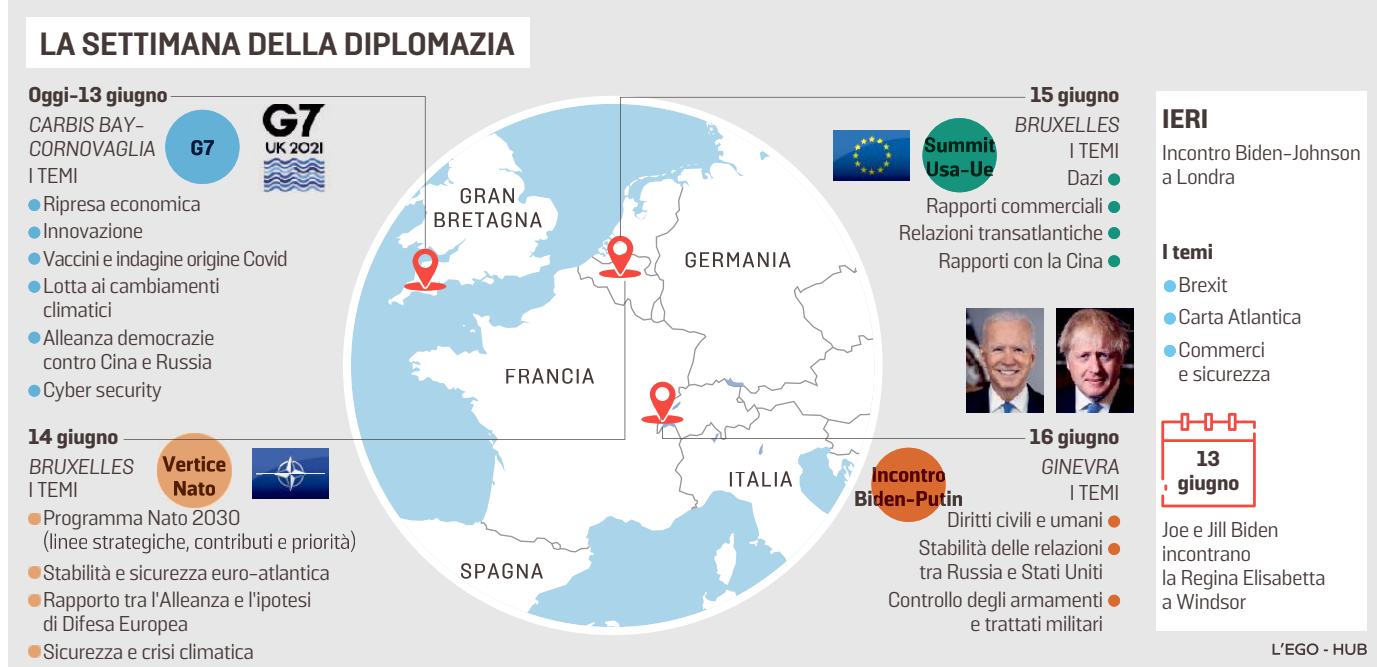 LA SETTIMANA DELLA DIPLOMAZIA
Oggi-13 giugno
CARBIS BAY-
CORNOVAGLIA
I TEMI
G7
G7
UK 2021
Ripresa economica
Innovazione
Vaccini e indagine origine Covid
Lotta ai cambiamenti
climatici
Alleanza democrazie
contro Cina e Russia
Cyber security
14 giugno
BRUXELLES
I TEMI
Vertice
Nato
Programma Nato 2030
(linee strategiche, contributi e priorità)
Stabilità e sicurezza euro-atlantica
Rapporto tra l'Alleanza e l'ipotesi
di Difesa Europea
Sicurezza e crisi climatica
GRAN
BRETAGNA
GERMANIA
FRANCIA
ITALIA
SPAGNA
15 giugno
BRUXELLES
I TEMI
Summit
Usa-Ue
Dazi
Rapporti commerciali
Relazioni transatlantiche
Rapporti con la Cina
16 giugno
GINEVRA
I TEMI
Incontro
Biden-Putin
Diritti civili e umani
Stabilità delle relazioni
tra Russia e Stati Uniti
Controllo degli armamenti
e trattati militari
IERI
Incontro Biden-Johnson
a Londra
I temi
Brexit
Carta Atlantica
Commerci
e sicurezza
13
giugno
Joe e Jill Biden
incontrano
la Regina Elisabetta
a Windsor
L'EGO - HUB